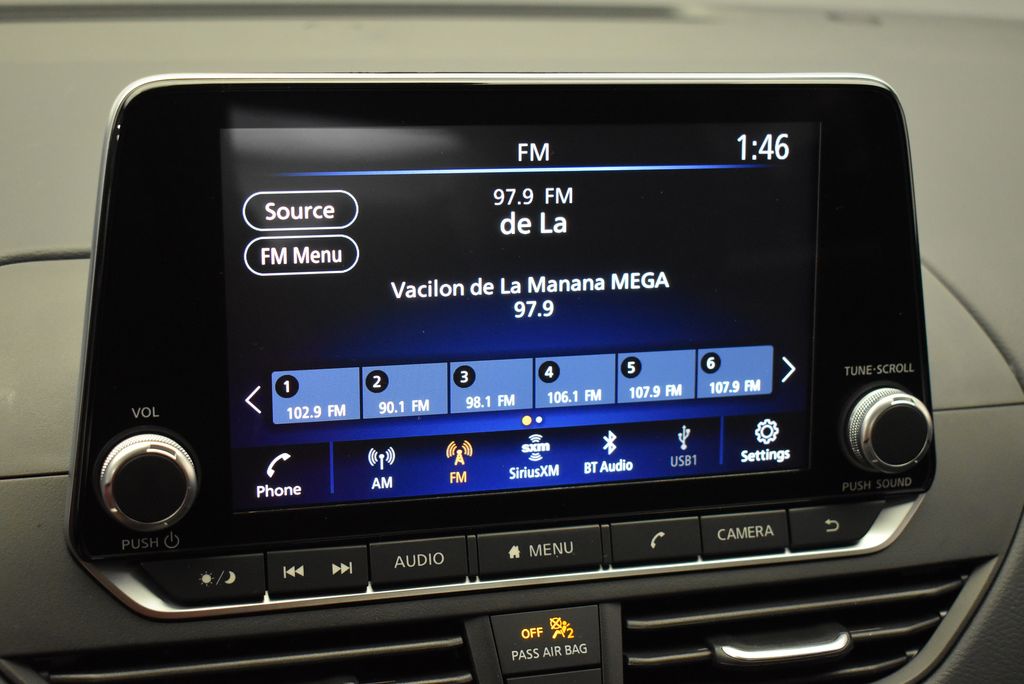 FM
1:46
97.9 FM
de La
Source
FM Menu
Vacilon de La Manana MEGA
97.9
1 2 3 4 5 6
102.9 FM 90.1 FM 98.1 FM 106.1 FM 107.9 FM 107.9 FM
Phone AM FM sxm SiriusXM BT Audio USB1 Settings
VOL
PUSH
TUNE·SCROLL
PUSH SOUND
AUDIO MENU CAMERA
OFF 2
PASS AIR BAG